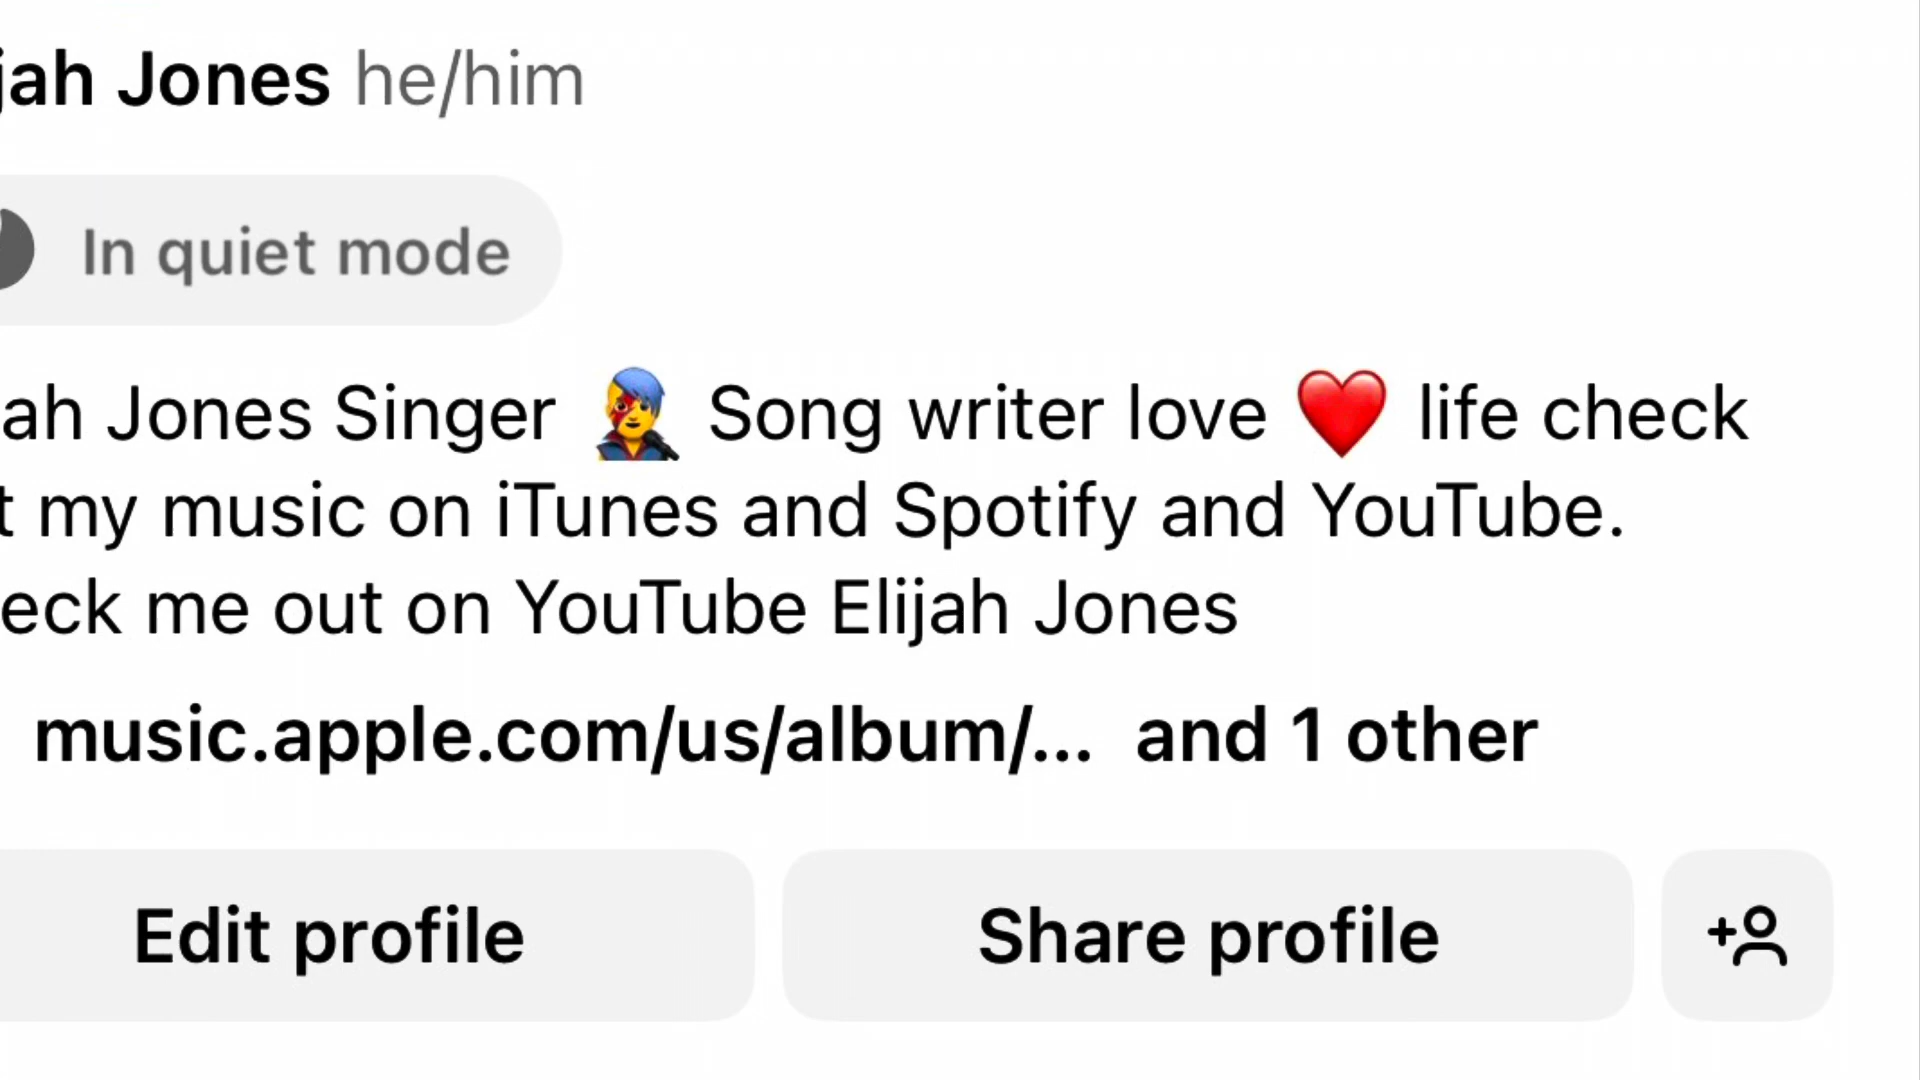 jah Jones he/him
In quiet mode
ah Jones Singer 👨‍🎤 Song writer love ❤️ life check
t my music on iTunes and Spotify and YouTube.
eck me out on YouTube Elijah Jones
music.apple.com/us/album/... and 1 other
Edit profile
Share profile